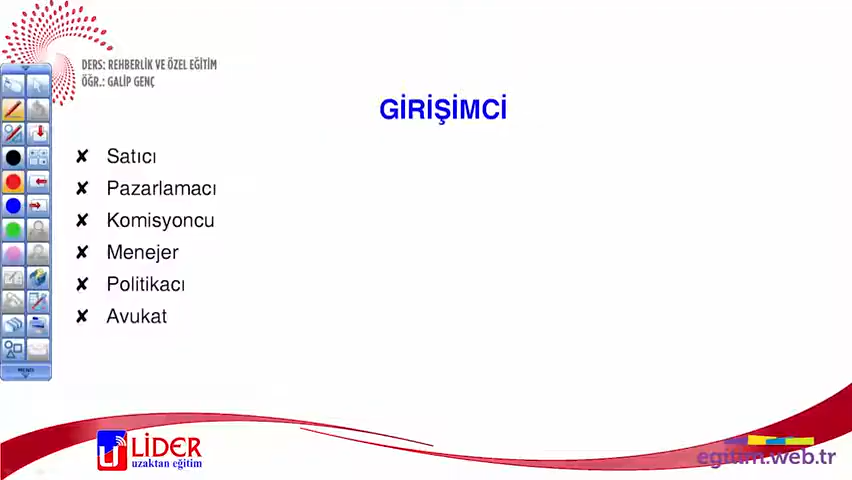 DERS: REHBERLİK VE ÖZEL EĞİTİM
ÖĞR.: GALİP GENÇ
GİRİŞİMCİ
✘ Satıcı
✘ Pazarlamacı
✘ Komisyoncu
✘ Menejer
✘ Politikacı
✘ Avukat
MENU
LİDER
uzaktan eğitim
egitim.web.tr